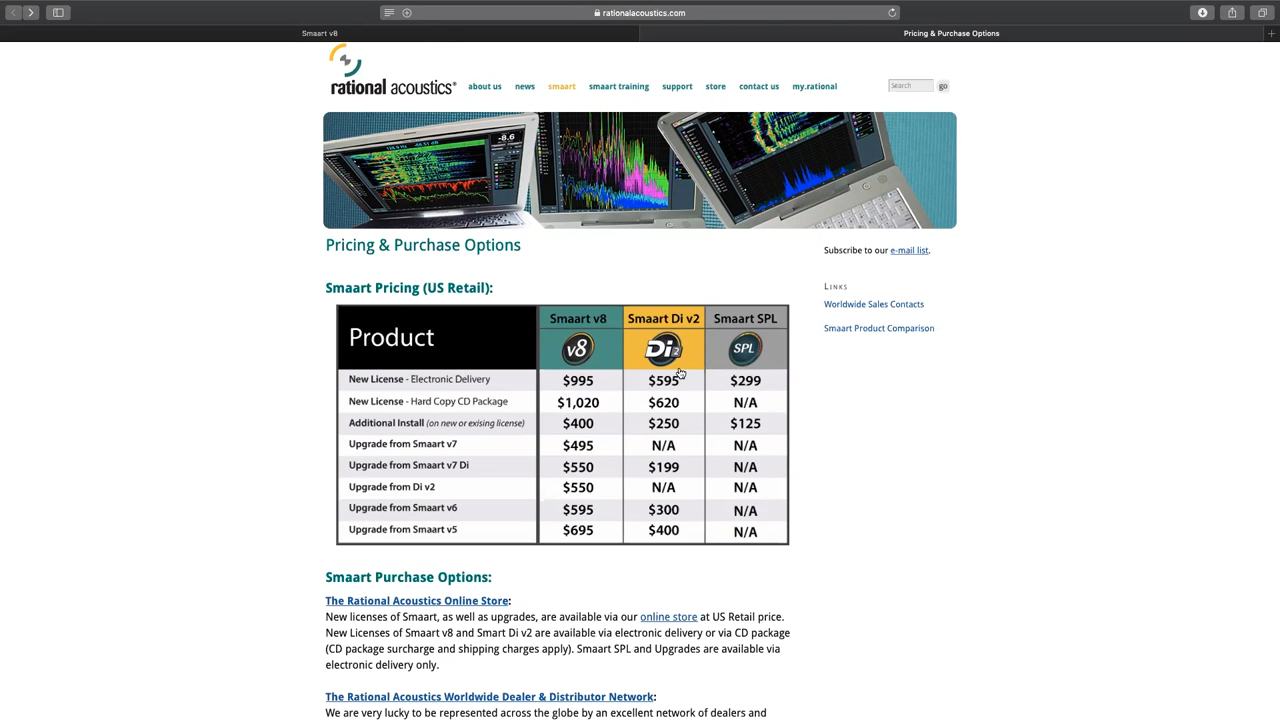 rationalacoustics.com
Smaart v8
Pricing & Purchase Options
rational acoustics®
about us news smaart smaart training support store contact us my.rational
Search go
-8.6
Pricing & Purchase Options
Subscribe to our e-mail list.
Links
Worldwide Sales Contacts
Smaart Product Comparison
Smaart Pricing (US Retail):
Product Smaart v8 Smaart Di v2 Smaart SPL
v8 Di2 SPL
New License - Electronic Delivery $995 $595 $299
New License - Hard Copy CD Package $1,020 $620 N/A
Additional Install (on new or exising license) $400 $250 $125
Upgrade from Smaart v7 $495 N/A N/A
Upgrade from Smaart v7 Di $550 $199 N/A
Upgrade from Di v2 $550 N/A N/A
Upgrade from Smaart v6 $595 $300 N/A
Upgrade from Smaart v5 $695 $400 N/A
Smaart Purchase Options:
The Rational Acoustics Online Store:
New licenses of Smaart, as well as upgrades, are available via our online store at US Retail price.
New Licenses of Smaart v8 and Smart Di v2 are available via electronic delivery or via CD package
(CD package surcharge and shipping charges apply). Smaart SPL and Upgrades are available via
electronic delivery only.
The Rational Acoustics Worldwide Dealer & Distributor Network:
We are very lucky to be represented across the globe by an excellent network of dealers and